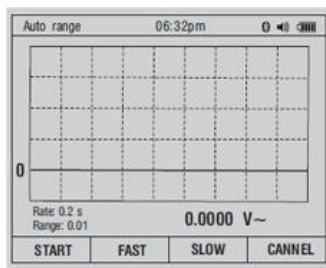 Auto range 06:32pm
0
Rate: 0.2 s
Range: 0.01
0.0000 V~
START FAST SLOW CANNEL